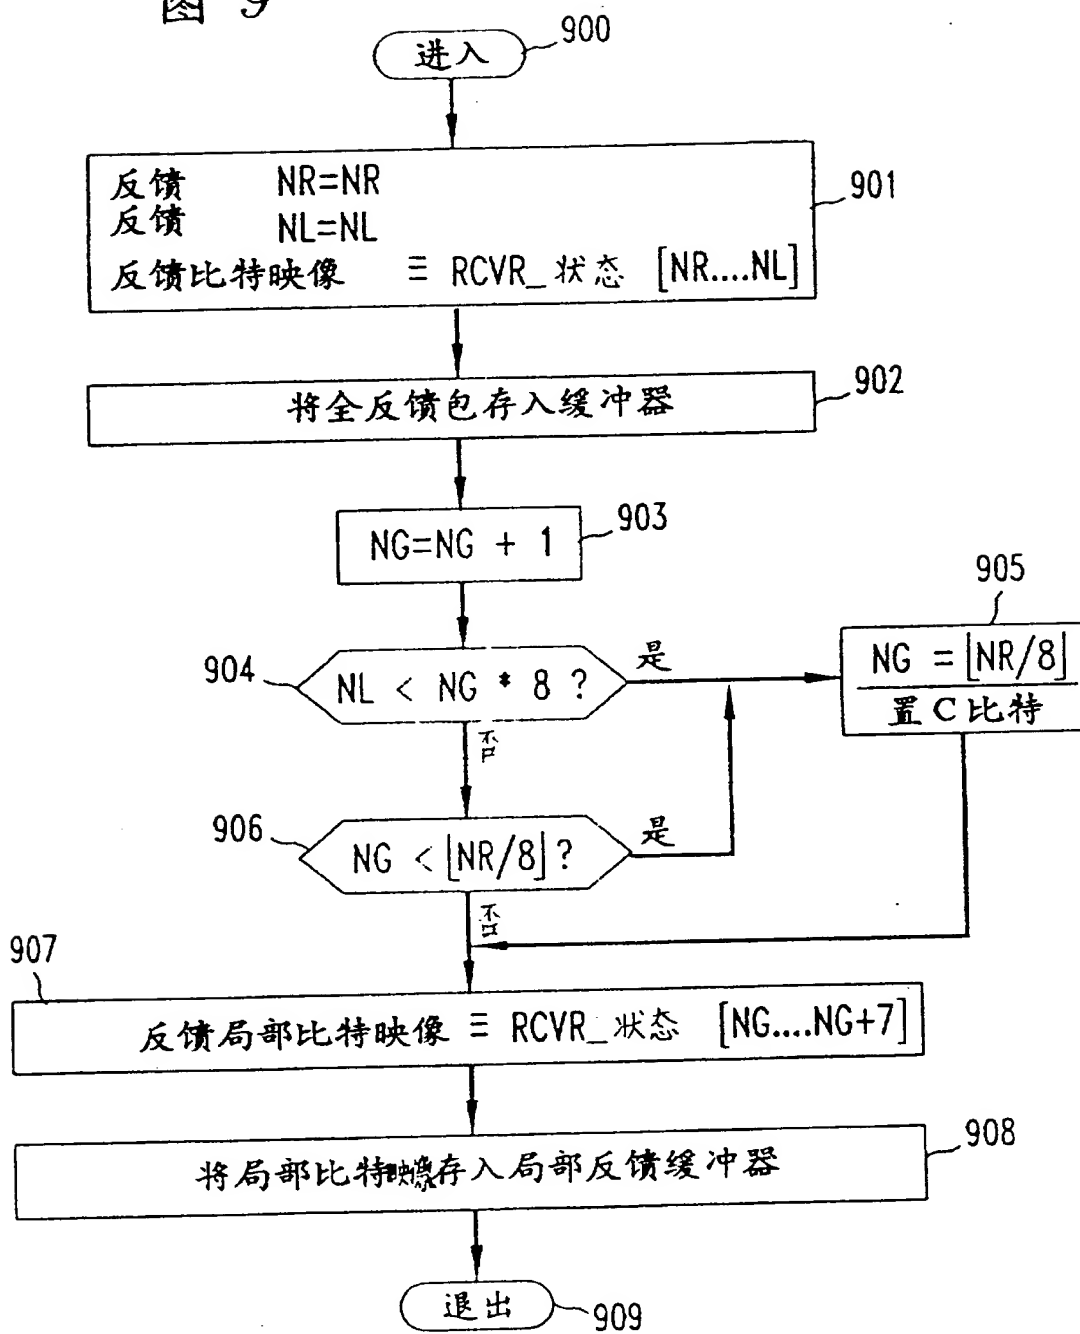 图 9
进入
900
反馈 NR=NR
反馈 NL=NL
反馈比特映像 ≡ RCVR_状态 [NR....NL]
901
将全反馈包存入缓冲器
902
NG=NG + 1
903
904
NL < NG * 8 ?
是
否
905
NG = ⌊NR/8⌋
置C比特
906
NG < ⌊NR/8⌋?
是
否
907
反馈局部比特映像 ≡ RCVR_状态 [NG....NG+7]
将局部比特映像存入局部反馈缓冲器
908
退出
909